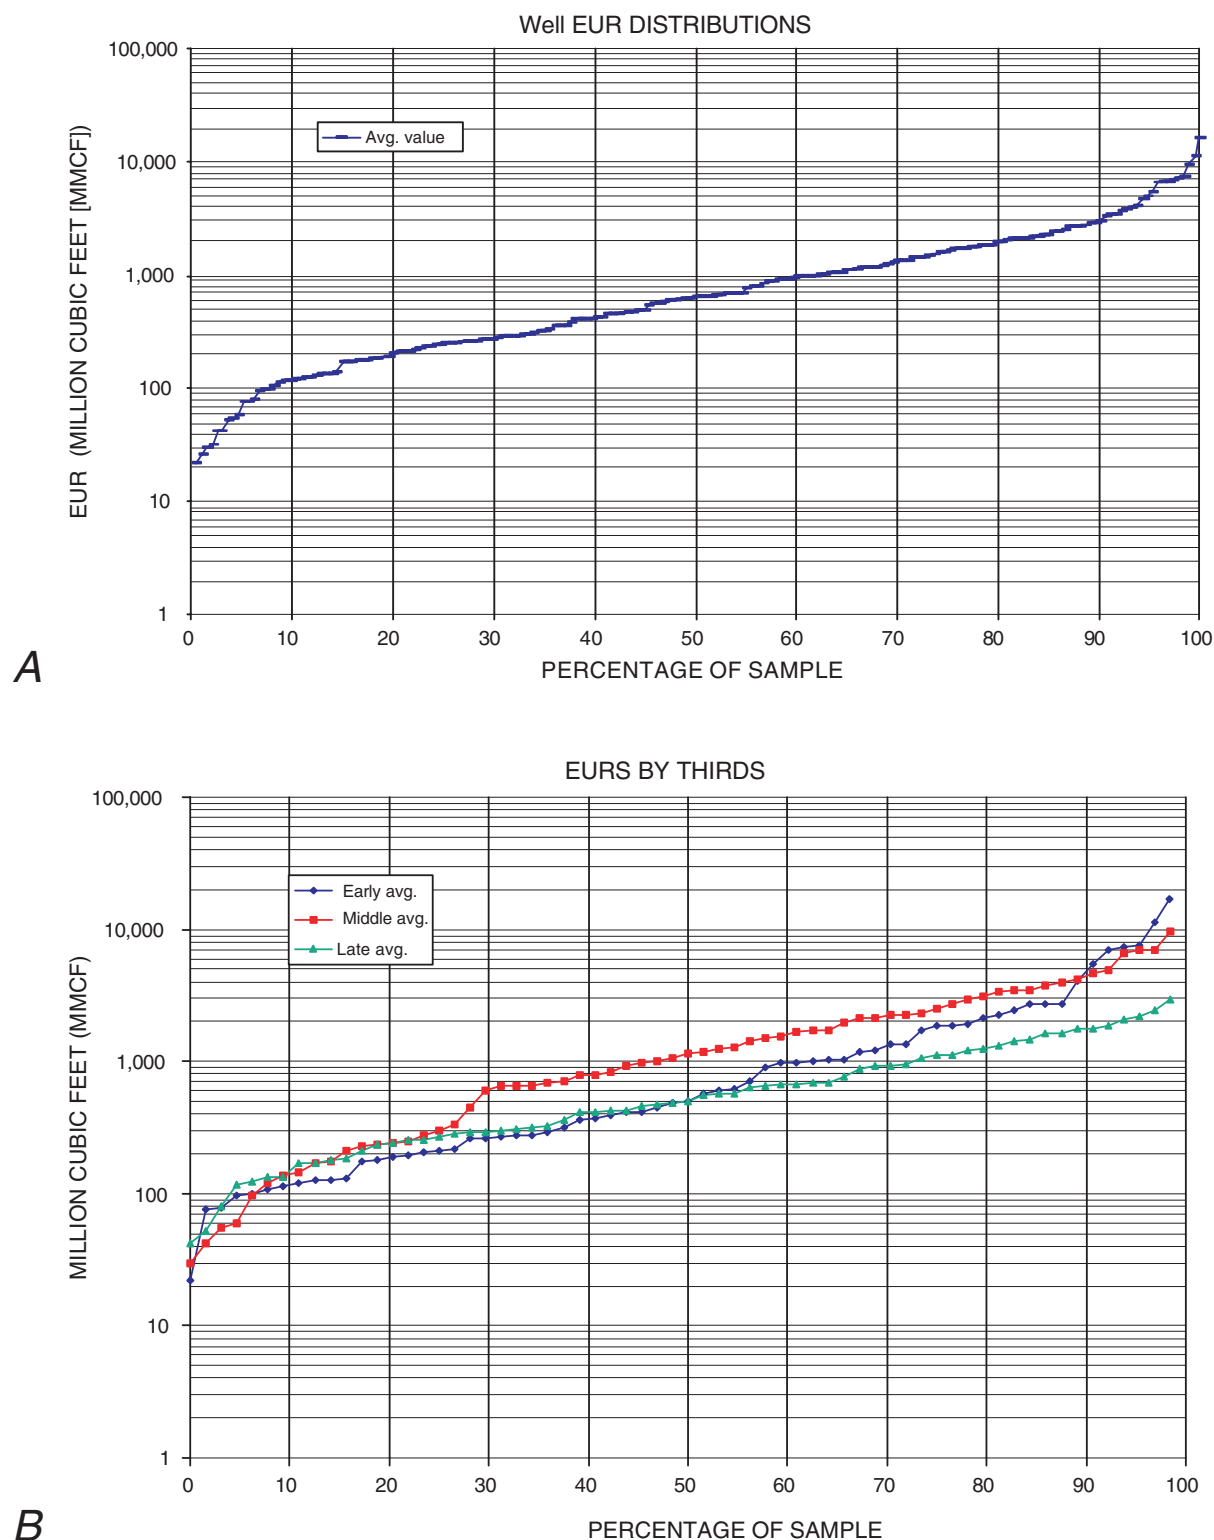 Well EUR DISTRIBUTIONS
100,000
10,000
1,000
100
10
1
EUR (MILLION CUBIC FEET [MMCF])
Avg. value
0 10 20 30 40 50 60 70 80 90 100
PERCENTAGE OF SAMPLE
A
EURS BY THIRDS
100,000
10,000
1,000
100
10
1
MILLION CUBIC FEET (MMCF)
Early avg.
Middle avg.
Late avg.
0 10 20 30 40 50 60 70 80 90 100
PERCENTAGE OF SAMPLE
B